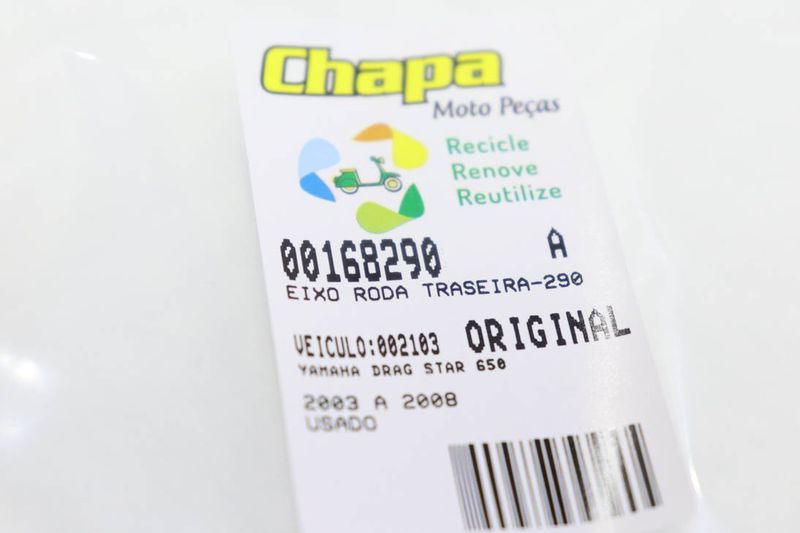 Chapa
Moto Peças
Recicle
Renove
Reutilize
00168290 A
EIXO RODA TRASEIRA-290
VEICULO:002103 ORIGINAL
YAMAHA DRAG STAR 650
2003 A 2008
USADO